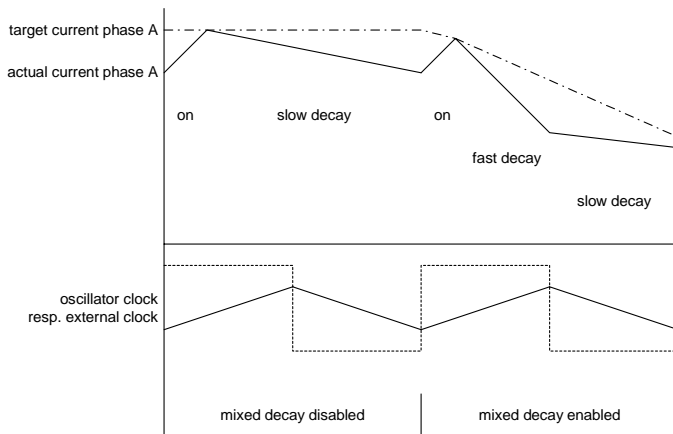 target current phase A
actual current phase A
on
slow decay
on
fast decay
slow decay
oscillator clock
resp. external clock
mixed decay disabled
mixed decay enabled